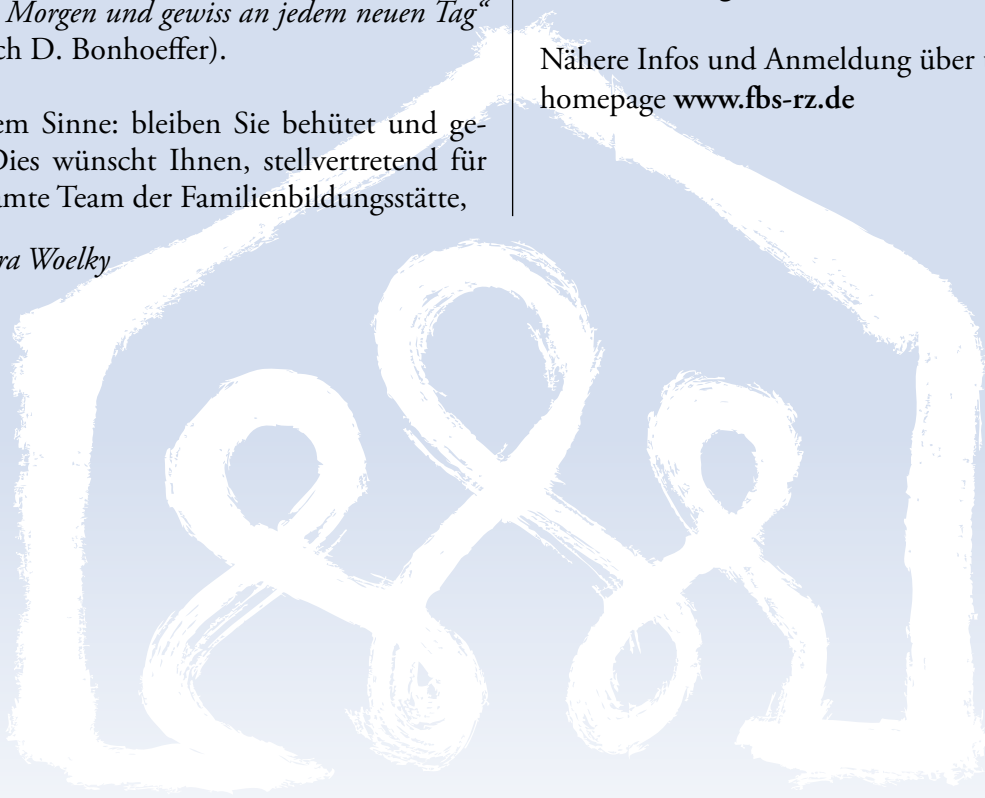 Morgen und gewiss an jedem neuen Tag“
ch D. Bonhoeffer).
em Sinne: bleiben Sie behütet und ge-
Dies wünscht Ihnen, stellvertretend für
amte Team der Familienbildungsstätte,
ra Woelky
Nähere Infos und Anmeldung über
homepage www.fbs-rz.de